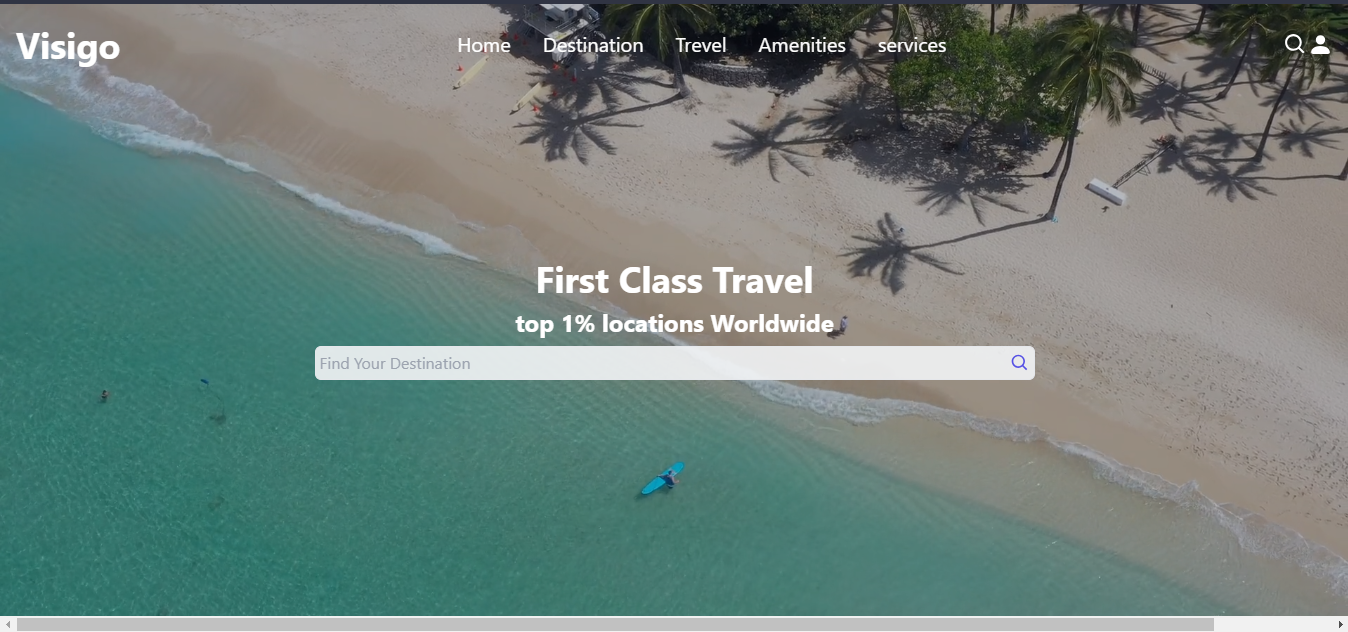 Visigo
Home Destination Trevel Amenities services
First Class Travel
top 1% locations Worldwide
Find Your Destination